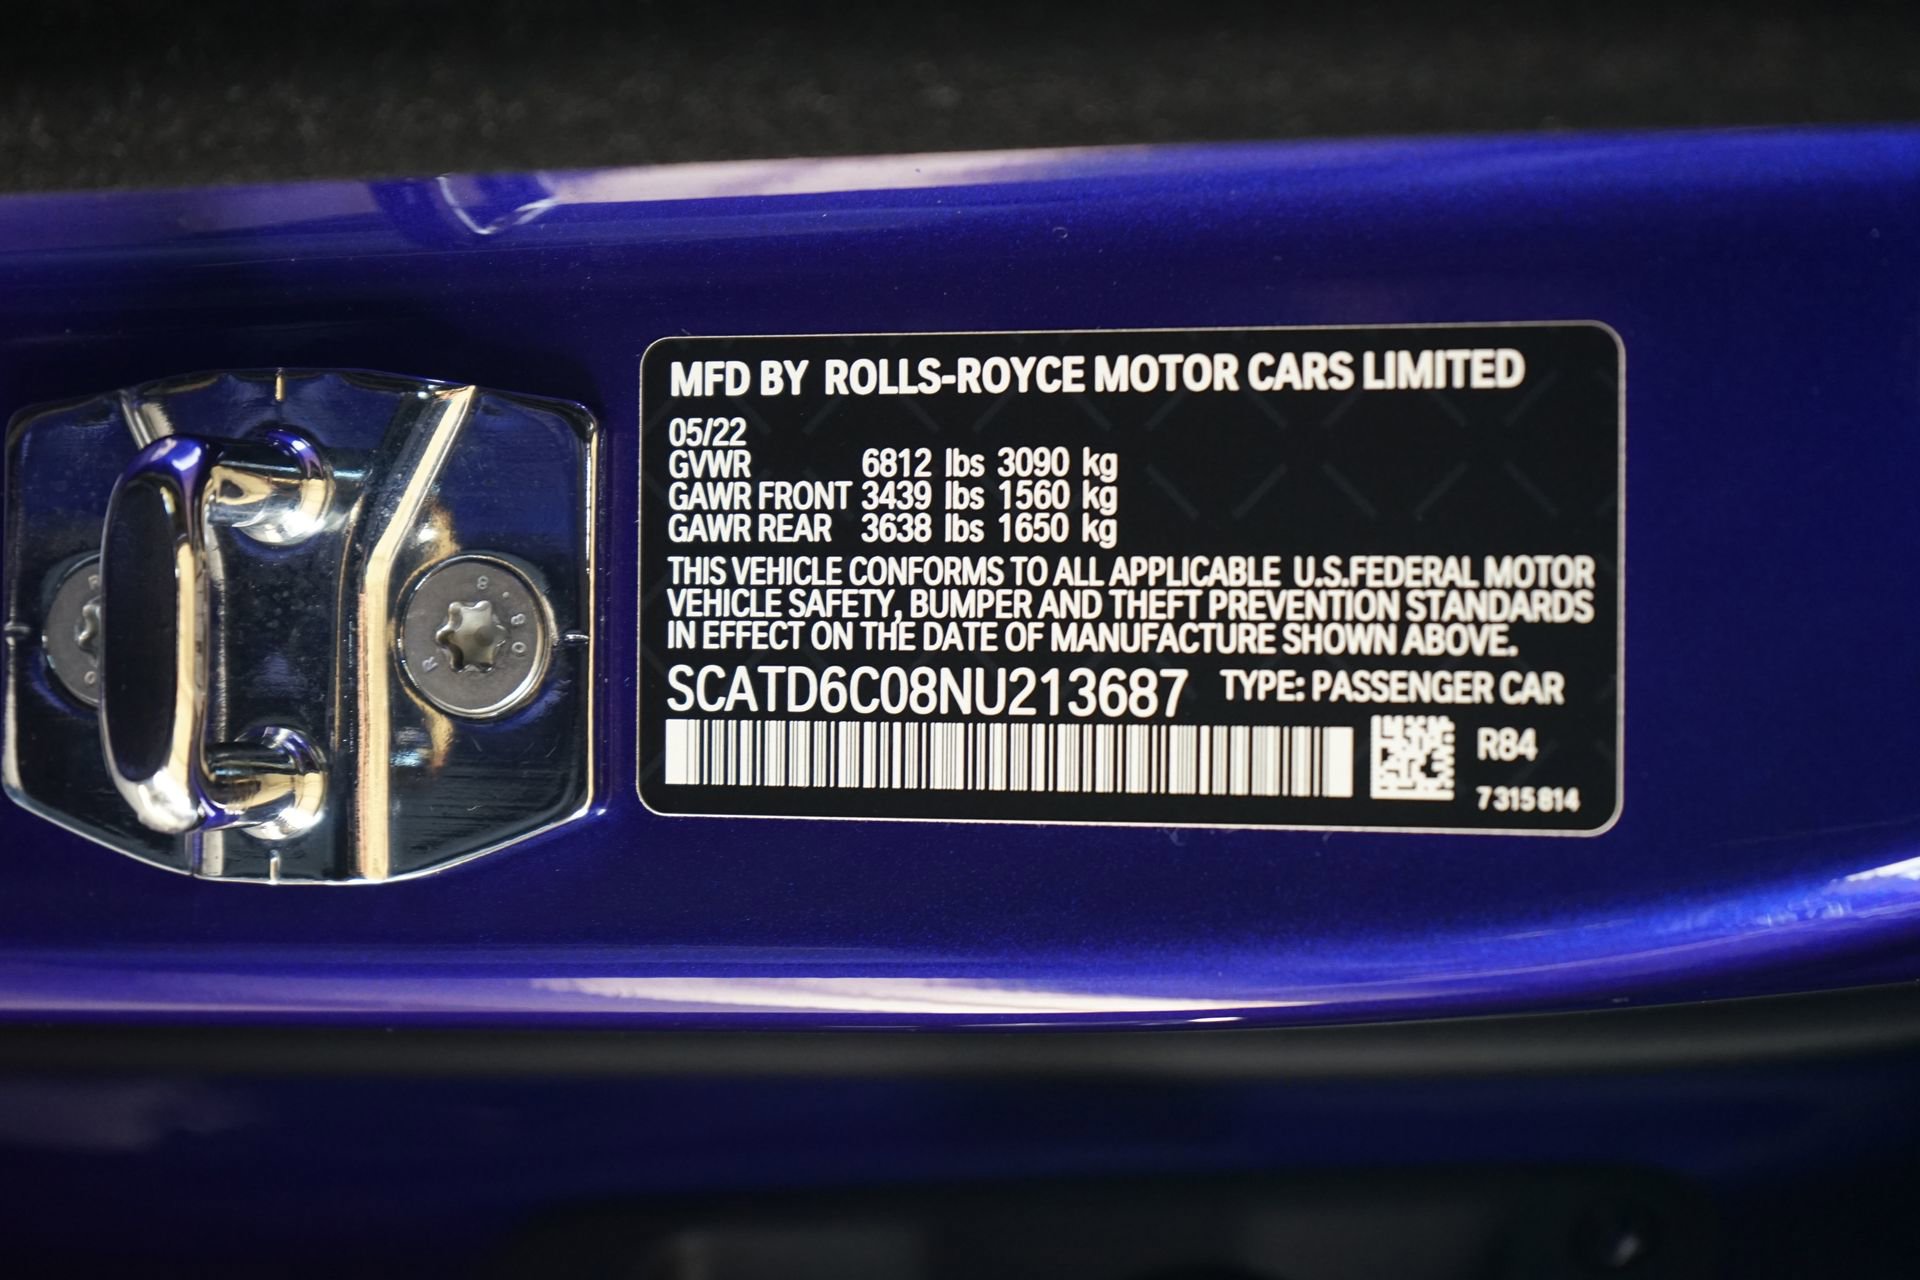 MFD BY ROLLS-ROYCE MOTOR CARS LIMITED
05/22
GVWR 6812 lbs 3090 kg
GAWR FRONT 3439 lbs 1560 kg
GAWR REAR 3638 lbs 1650 kg
THIS VEHICLE CONFORMS TO ALL APPLICABLE U.S.FEDERAL MOTOR
VEHICLE SAFETY, BUMPER AND THEFT PREVENTION STANDARDS
IN EFFECT ON THE DATE OF MANUFACTURE SHOWN ABOVE.
SCATD6C08NU213687 TYPE: PASSENGER CAR
R84
7315814
8.80
R